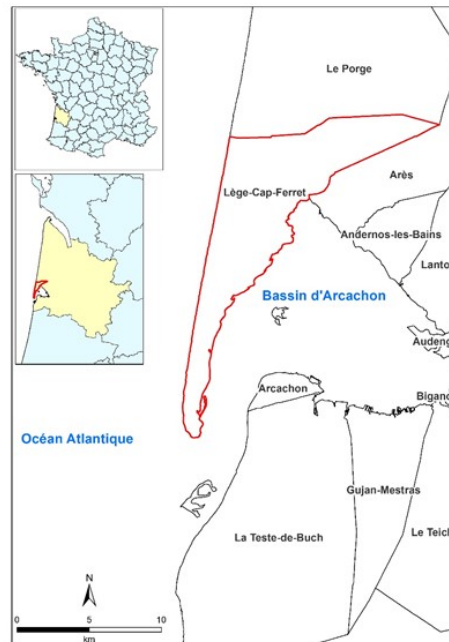 Le Porge
Lège-Cap-Ferret
Arès
Andernos-les-Bains
Lanto
Bassin d'Arcachon
Audeng
Arcachon
Bigano
Océan Atlantique
Gujan-Mestras
La Teste-de-Buch
Le Teich
N
0 5 10
km